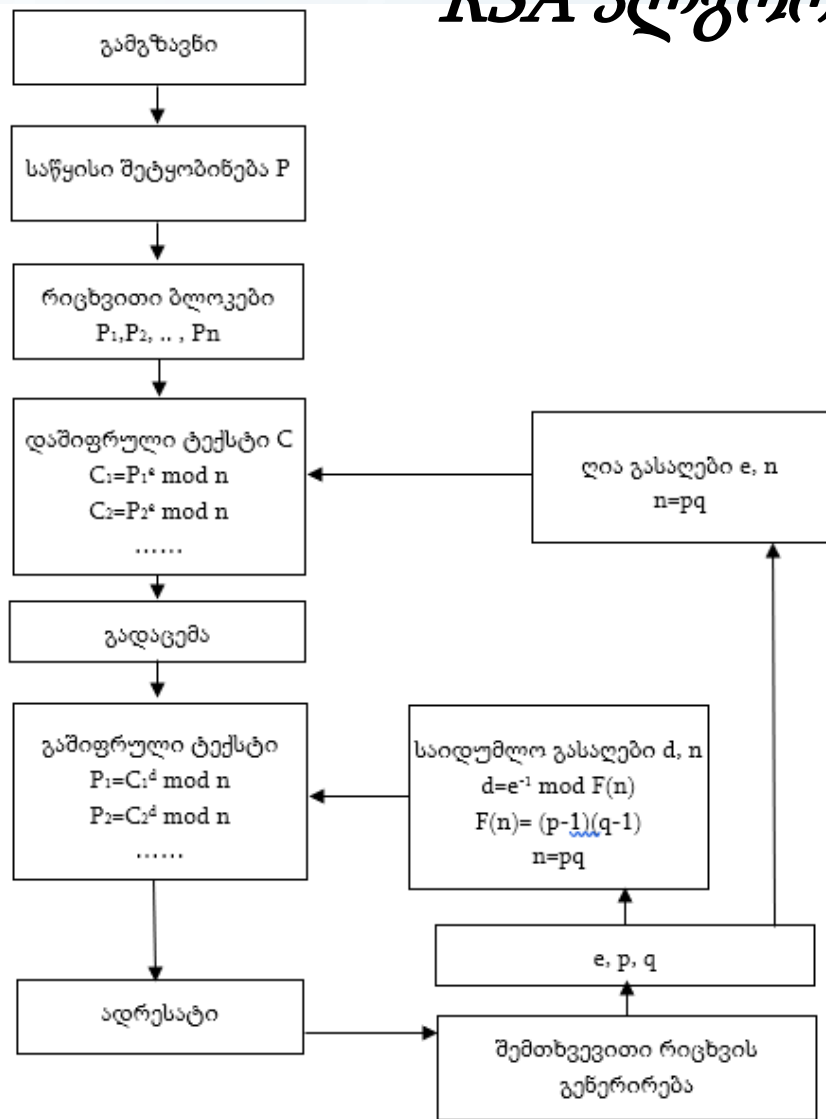 RSA
გამგზავნი
საწყისი შეტყობინება P
რიცხვითი ბლოკები
P₁,P₂, .. , Pn
დაშიფრული ტექსტი C
C₁=P₁ᵉ mod n
C₂=P₂ᵉ mod n
……
ღია გასაღები e, n
n=pq
გადაცემა
გაშიფრული ტექსტი
P₁=C₁ᵈ mod n
P₂=C₂ᵈ mod n
……
საიდუმლო გასაღები d, n
d=e⁻¹ mod F(n)
F(n)= (p-1)(q-1)
n=pq
e, p, q
ადრესატი
შემთხვევითი რიცხვის
გენერირება